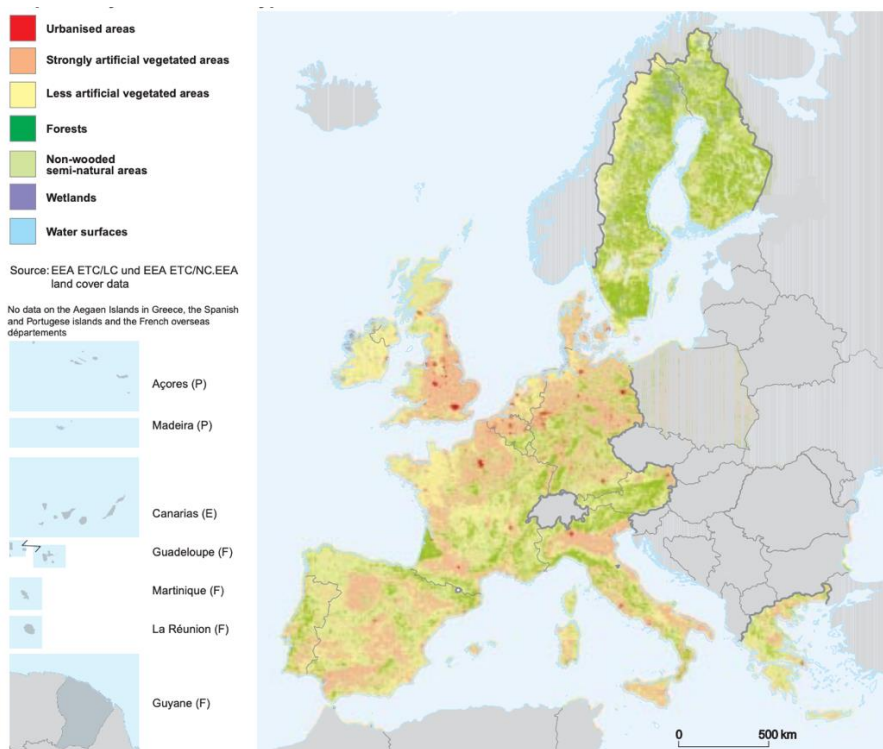 Urbanised areas
Strongly artificial vegetated areas
Less artificial vegetated areas
Forests
Non-wooded
semi-natural areas
Wetlands
Water surfaces
Source: EEA ETC/LC und EEA ETC/NC.EEA
land cover data
No data on the Aegaen Islands in Greece, the Spanish
and Portugese islands and the French overseas
départements
Açores (P)
Madeira (P)
Canarias (E)
Guadeloupe (F)
Martinique (F)
La Réunion (F)
Guyane (F)
0 500 km